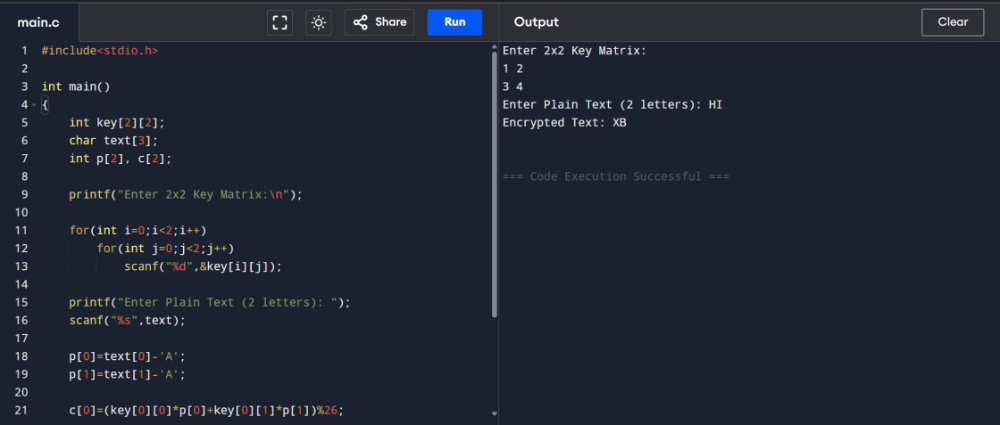 main.c
Share
Run
Output
Clear
1 #include<stdio.h>
2
3 int main()
4 {
5     int key[2][2];
6     char text[3];
7     int p[2], c[2];
8
9     printf("Enter 2x2 Key Matrix:\n");
10
11     for(int i=0;i<2;i++)
12         for(int j=0;j<2;j++)
13             scanf("%d",&key[i][j]);
14
15     printf("Enter Plain Text (2 letters): ");
16     scanf("%s",text);
17
18     p[0]=text[0]-'A';
19     p[1]=text[1]-'A';
20
21     c[0]=(key[0][0]*p[0]+key[0][1]*p[1])%26;
Enter 2x2 Key Matrix:
1 2
3 4
Enter Plain Text (2 letters): HI
Encrypted Text: XB
=== Code Execution Successful ===